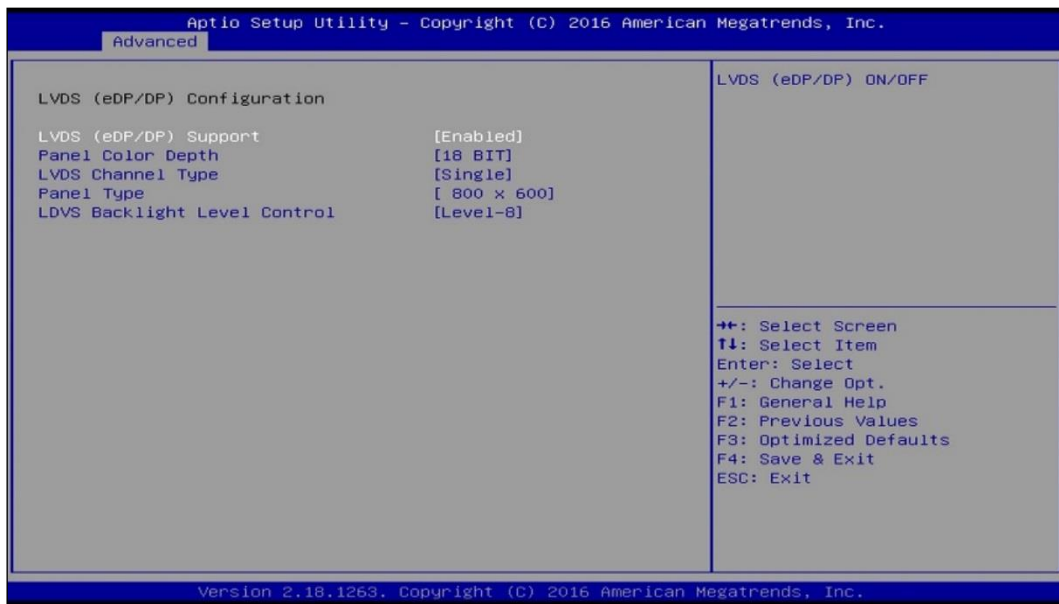 Aptio Setup Utility – Copyright (C) 2016 American Megatrends, Inc.
Advanced
LVDS (eDP/DP) Configuration
LVDS (eDP/DP) Support [Enabled]
Panel Color Depth [18 BIT]
LVDS Channel Type [Single]
Panel Type [ 800 x 600]
LDVS Backlight Level Control [Level-8]
LVDS (eDP/DP) ON/OFF
→←: Select Screen
↑↓: Select Item
Enter: Select
+/-: Change Opt.
F1: General Help
F2: Previous Values
F3: Optimized Defaults
F4: Save & Exit
ESC: Exit
Version 2.18.1263. Copyright (C) 2016 American Megatrends, Inc.